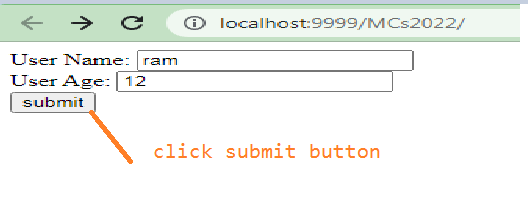 localhost:9999/MCs2022/
User Name: ram
User Age: 12
submit
click submit button